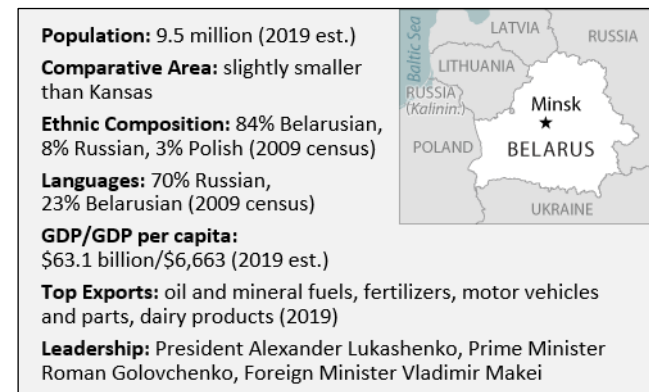 Population: 9.5 million (2019 est.)
Comparative Area: slightly smaller
than Kansas
Ethnic Composition: 84% Belarusian,
8% Russian, 3% Polish (2009 census)
Languages: 70% Russian,
23% Belarusian (2009 census)
GDP/GDP per capita:
$63.1 billion/$6,663 (2019 est.)
Top Exports: oil and mineral fuels, fertilizers, motor vehicles
and parts, dairy products (2019)
Leadership: President Alexander Lukashenko, Prime Minister
Roman Golovchenko, Foreign Minister Vladimir Makei
Baltic Sea
LATVIA
RUSSIA
LITHUANIA
RUSSIA
(Kalinin.)
Minsk
POLAND
BELARUS
UKRAINE